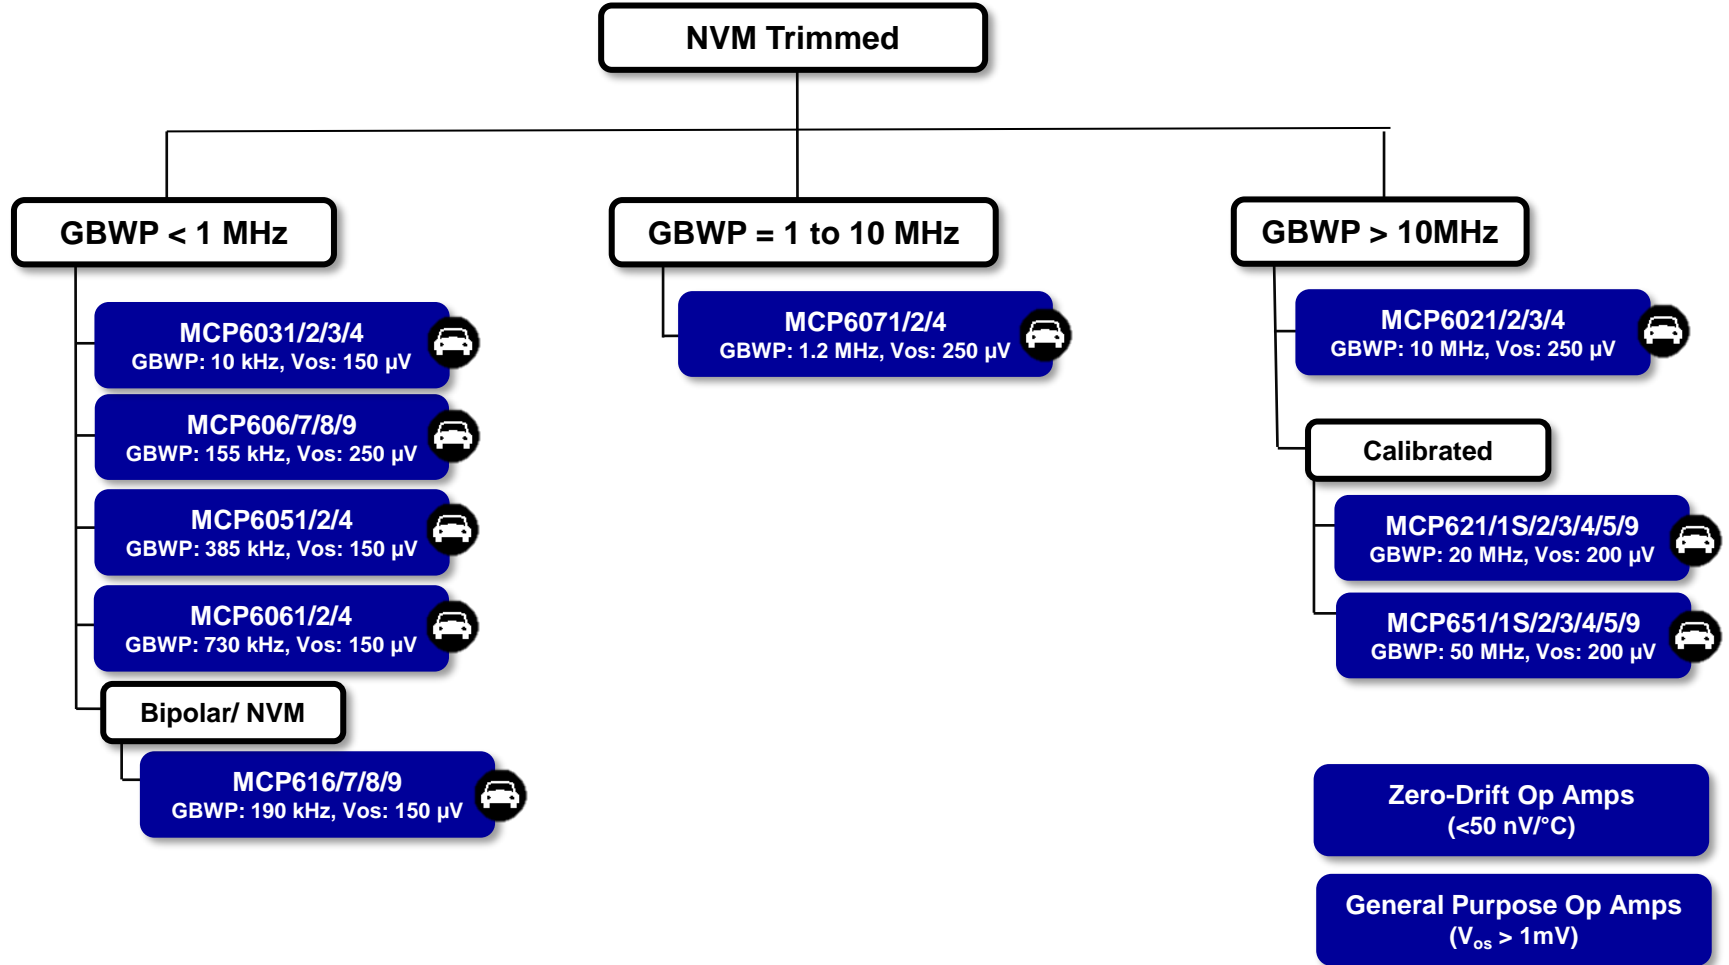 NVM Trimmed
GBWP < 1 MHz
MCP6031/2/3/4
GBWP: 10 kHz, Vos: 150 µV
MCP606/7/8/9
GBWP: 155 kHz, Vos: 250 µV
MCP6051/2/4
GBWP: 385 kHz, Vos: 150 µV
MCP6061/2/4
GBWP: 730 kHz, Vos: 150 µV
Bipolar/ NVM
MCP616/7/8/9
GBWP: 190 kHz, Vos: 150 µV
GBWP = 1 to 10 MHz
MCP6071/2/4
GBWP: 1.2 MHz, Vos: 250 µV
GBWP > 10MHz
MCP6021/2/3/4
GBWP: 10 MHz, Vos: 250 µV
Calibrated
MCP621/1S/2/3/4/5/9
GBWP: 20 MHz, Vos: 200 µV
MCP651/1S/2/3/4/5/9
GBWP: 50 MHz, Vos: 200 µV
Zero-Drift Op Amps
(<50 nV/°C)
General Purpose Op Amps
(Vos > 1mV)